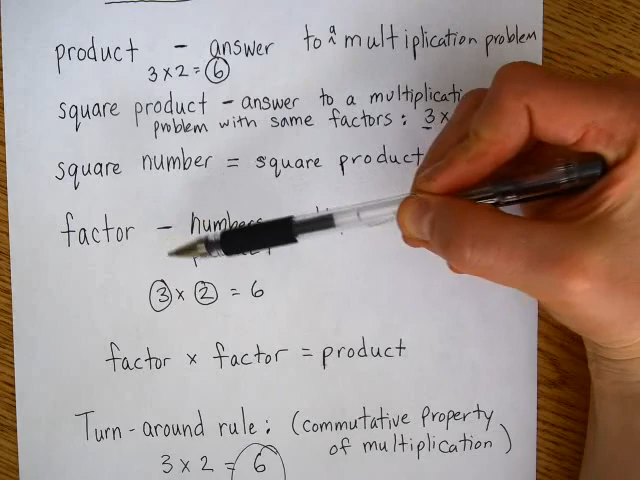 product - answer to a multiplication problem
3 x 2 = 6
square product - answer to a
problem with same factors: 3 x
square number = square product
factor - numbers
3 x 2 = 6
factor x factor = product
Turn-around rule: (commutative property
of multiplication)
3 x 2 = 6